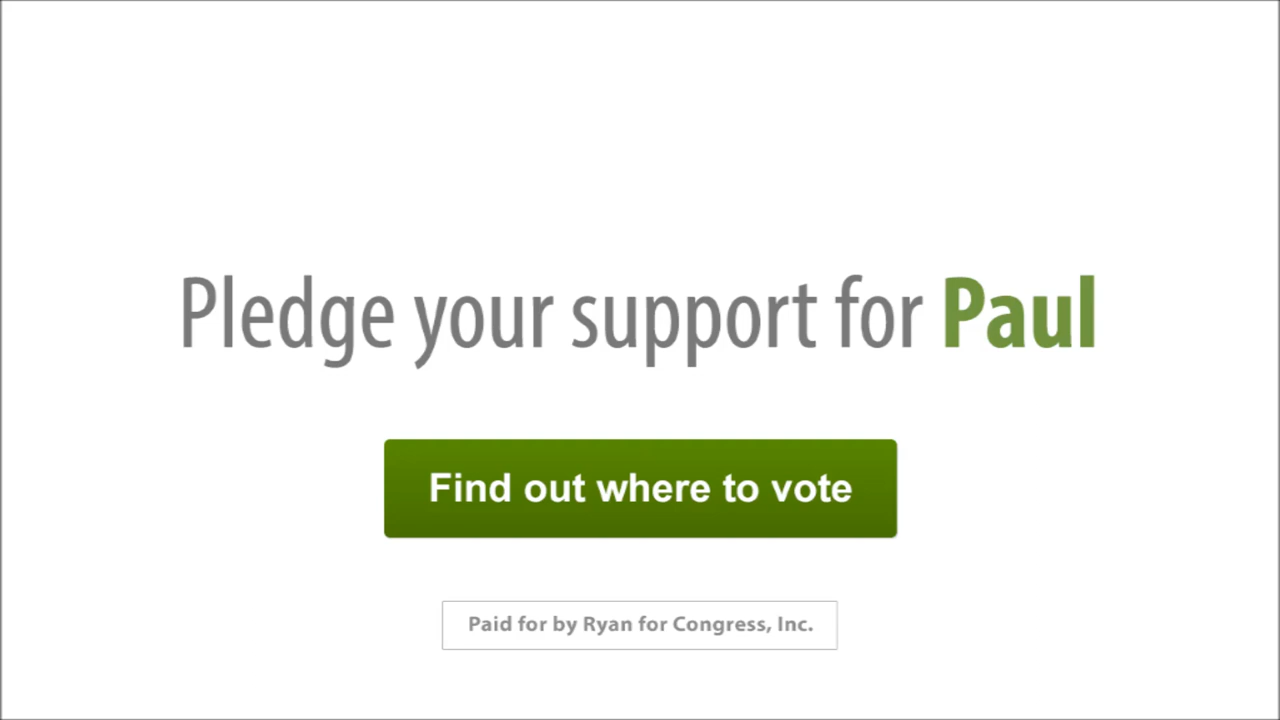 Pledge your support for Paul
Find out where to vote
Paid for by Ryan for Congress, Inc.